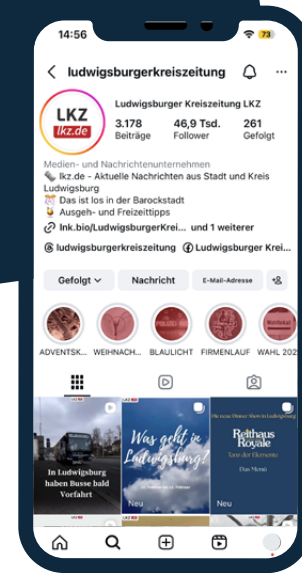 14:56
73
ludwigsburgerkreiszeitung
LKZ
lkz.de
Ludwigsburger Kreiszeitung LKZ
3.178 46,9 Tsd. 261
Beiträge Follower Gefolgt
Medien- und Nachrichtenunternehmen
lkz.de - Aktuelle Nachrichten aus Stadt und Kreis
Ludwigsburg
Das ist los in der Barockstadt
Ausgeh- und Freizeittipps
lnk.bio/LudwigsburgerKrei... und 1 weiterer
ludwigsburgerkreiszeitung Ludwigsburger Krei...
Gefolgt Nachricht E-Mail-Adresse
ADVENTSK... WEIHNACH... BLAULICHT FIRMENLAUF WAHL 202
In Ludwigsburg
haben Busse bald
Vorfahrt
Was geht in
Ludwigsburg?
Februar
Neu
Die neue Dinner Show in Ludwigsburg
Reithaus
Royale
Tanz der Elemente
Das Menü
Neu